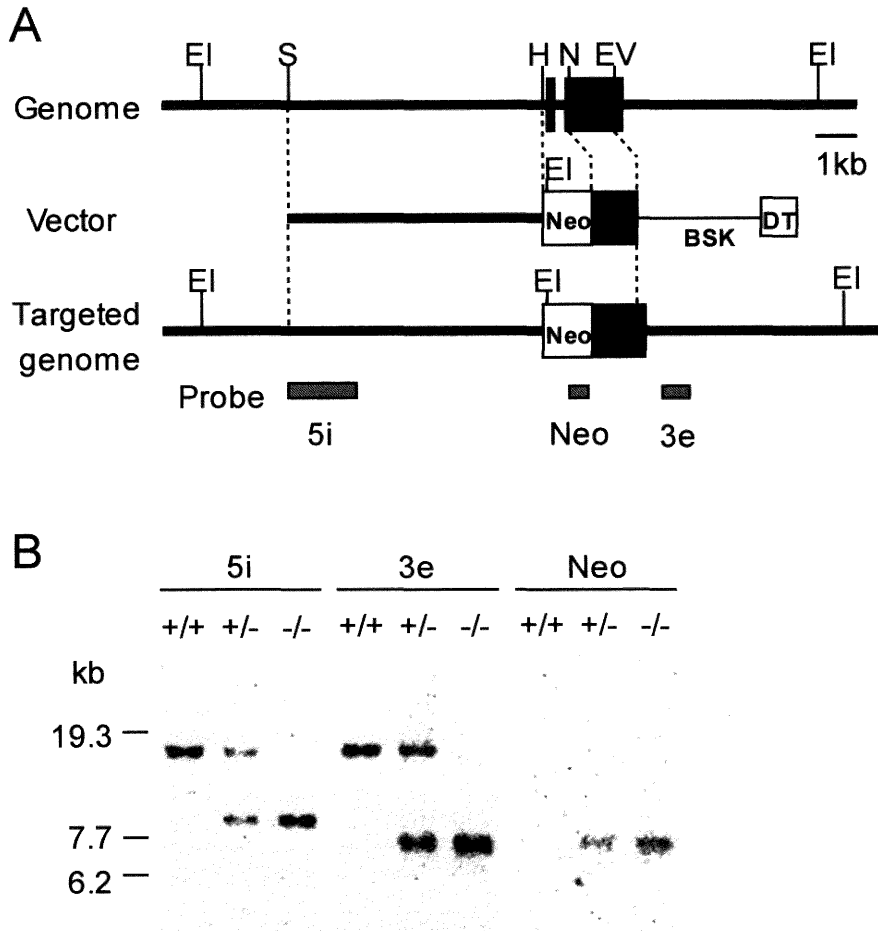 A
EI S H N EV EI
Genome
1kb
EI
Vector Neo BSK DT
EI EI EI
Targeted
genome Neo
Probe
5i Neo 3e
B
5i 3e Neo
+/+ +/- -/- +/+ +/- -/- +/+ +/- -/-
kb
19.3
7.7
6.2